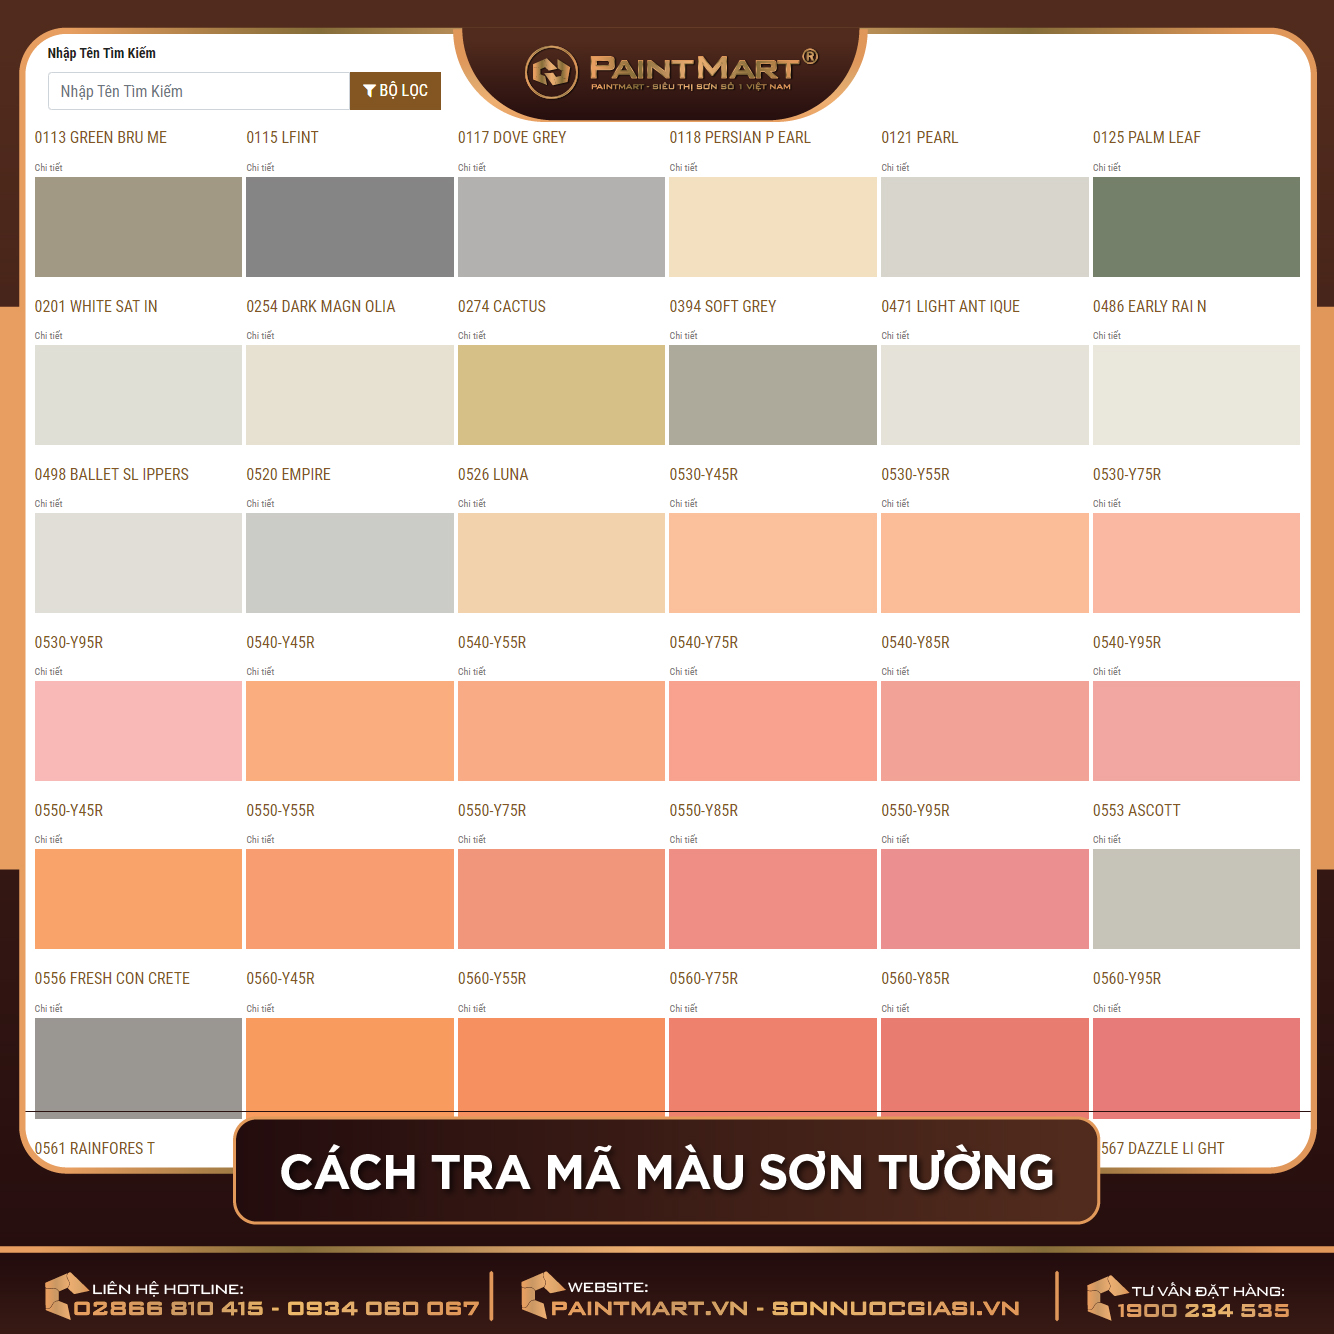 Nhập Tên Tìm Kiếm
Nhập Tên Tìm Kiếm
BỘ LỌC
PAINTMART®
PAINTMART - SIÊU THỊ SƠN SỐ 1 VIỆT NAM
0113 GREEN BRU ME
0115 LFINT
0117 DOVE GREY
0118 PERSIAN P EARL
0121 PEARL
0125 PALM LEAF
Chi tiết
Chi tiết
Chi tiết
Chi tiết
Chi tiết
Chi tiết
0201 WHITE SAT IN
0254 DARK MAGN OLIA
0274 CACTUS
0394 SOFT GREY
0471 LIGHT ANT IQUE
0486 EARLY RAI N
Chi tiết
Chi tiết
Chi tiết
Chi tiết
Chi tiết
Chi tiết
0498 BALLET SL IPPERS
0520 EMPIRE
0526 LUNA
0530-Y45R
0530-Y55R
0530-Y75R
Chi tiết
Chi tiết
Chi tiết
Chi tiết
Chi tiết
Chi tiết
0530-Y95R
0540-Y45R
0540-Y55R
0540-Y75R
0540-Y85R
0540-Y95R
Chi tiết
Chi tiết
Chi tiết
Chi tiết
Chi tiết
Chi tiết
0550-Y45R
0550-Y55R
0550-Y75R
0550-Y85R
0550-Y95R
0553 ASCOTT
Chi tiết
Chi tiết
Chi tiết
Chi tiết
Chi tiết
Chi tiết
0556 FRESH CON CRETE
0560-Y45R
0560-Y55R
0560-Y75R
0560-Y85R
0560-Y95R
Chi tiết
Chi tiết
Chi tiết
Chi tiết
Chi tiết
Chi tiết
0561 RAINFORES T
567 DAZZLE LI GHT
CÁCH TRA MÃ MÀU SƠN TƯỜNG
LIÊN HỆ HOTLINE:
02866 810 415 - 0934 060 067
WEBSITE:
PAINTMART.VN - SONNUOCGIASI.VN
TƯ VẤN ĐẶT HÀNG:
1900 234 535